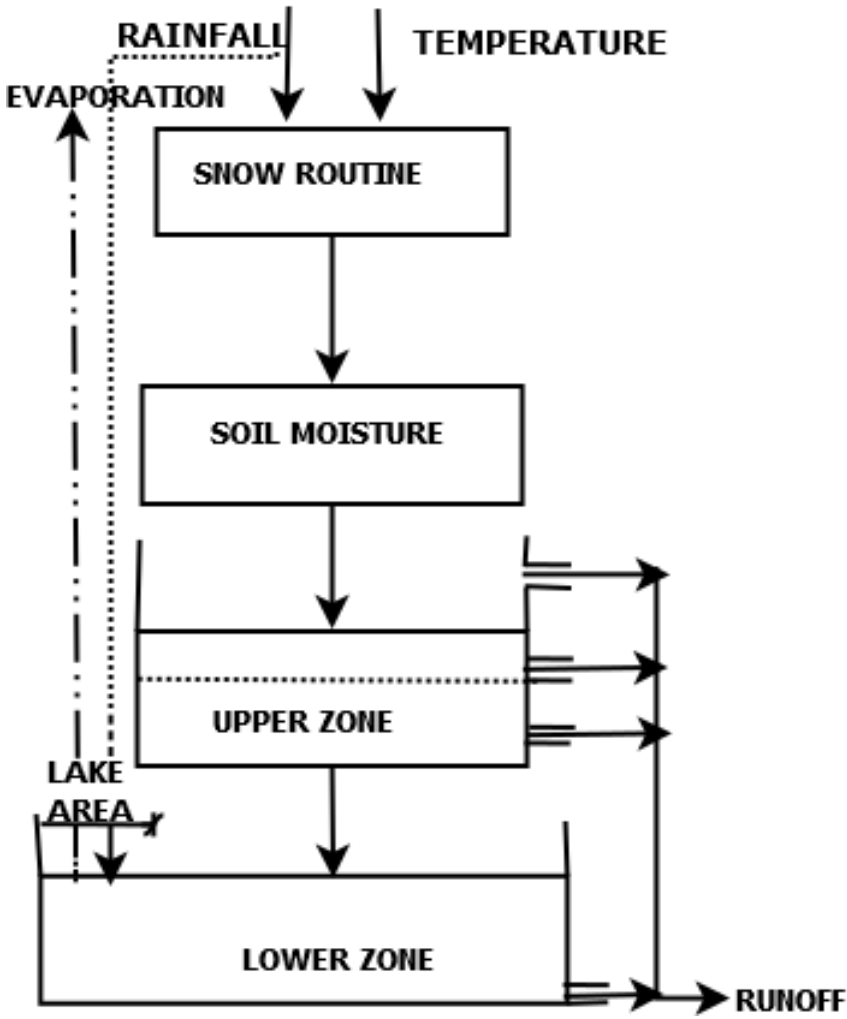 RAINFALL
TEMPERATURE
EVAPORATION
SNOW ROUTINE
SOIL MOISTURE
UPPER ZONE
LAKE
AREA
LOWER ZONE
RUNOFF